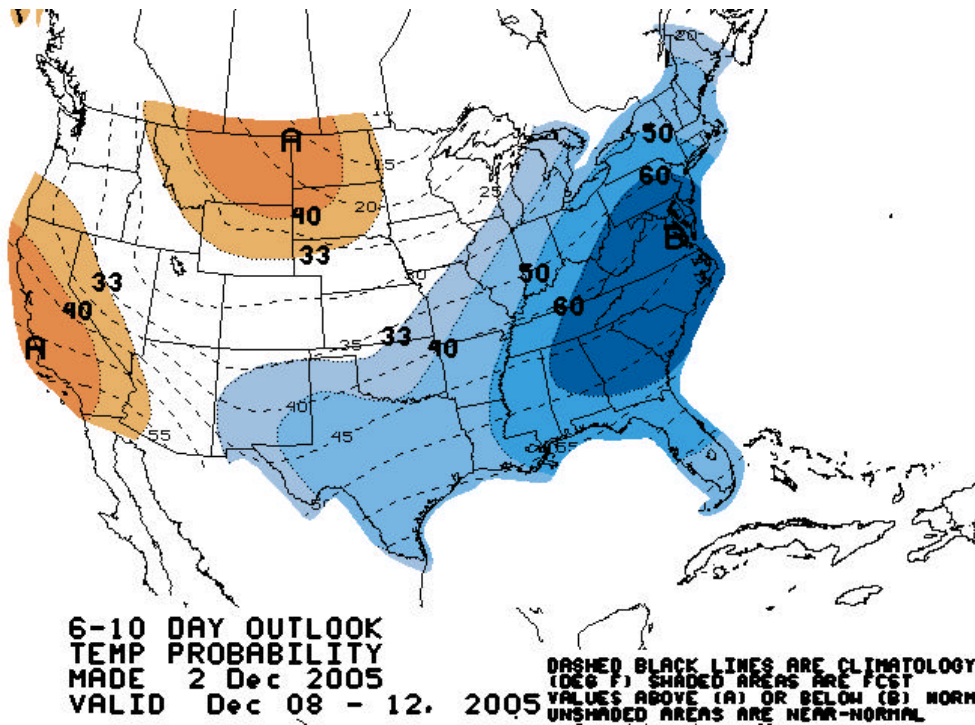 20
50
A
15
60
20
25
40
B
33
30
50
33
60
40
33
A
35
40
40
45
55
55
50
6-10 DAY OUTLOOK
TEMP PROBABILITY
MADE 2 Dec 2005
VALID Dec 08 - 12, 2005
DASHED BLACK LINES ARE CLIMATOLOGY
(DEG F) SHADED AREAS ARE FCST
VALUES ABOVE (A) OR BELOW (B) NORM
UNSHADED AREAS ARE NEAR-NORMAL